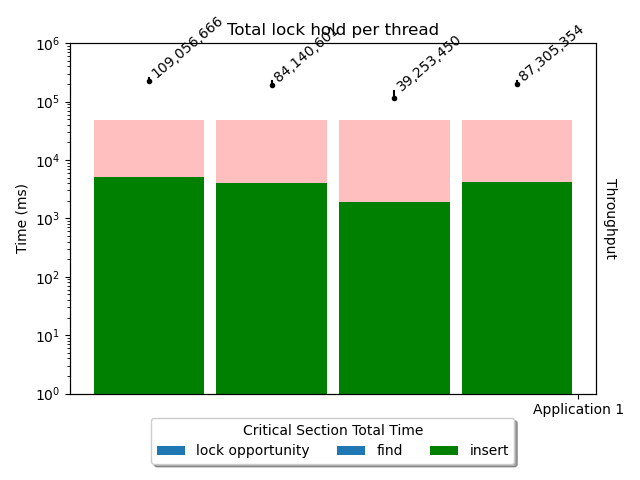 Total lock hold per thread
109,056,666
84,140,601
39,253,450
87,305,354
10^6
10^5
10^4
10^3
10^2
10^1
10^0
Time (ms)
Throughput
Application 1
Critical Section Total Time
lock opportunity find insert